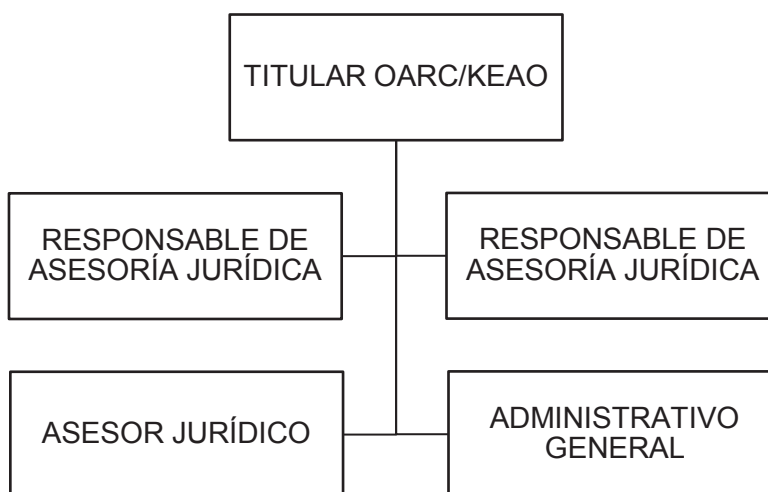 TITULAR OARC/KEAO
RESPONSABLE DE
ASESORÍA JURÍDICA
RESPONSABLE DE
ASESORÍA JURÍDICA
ASESOR JURÍDICO
ADMINISTRATIVO
GENERAL